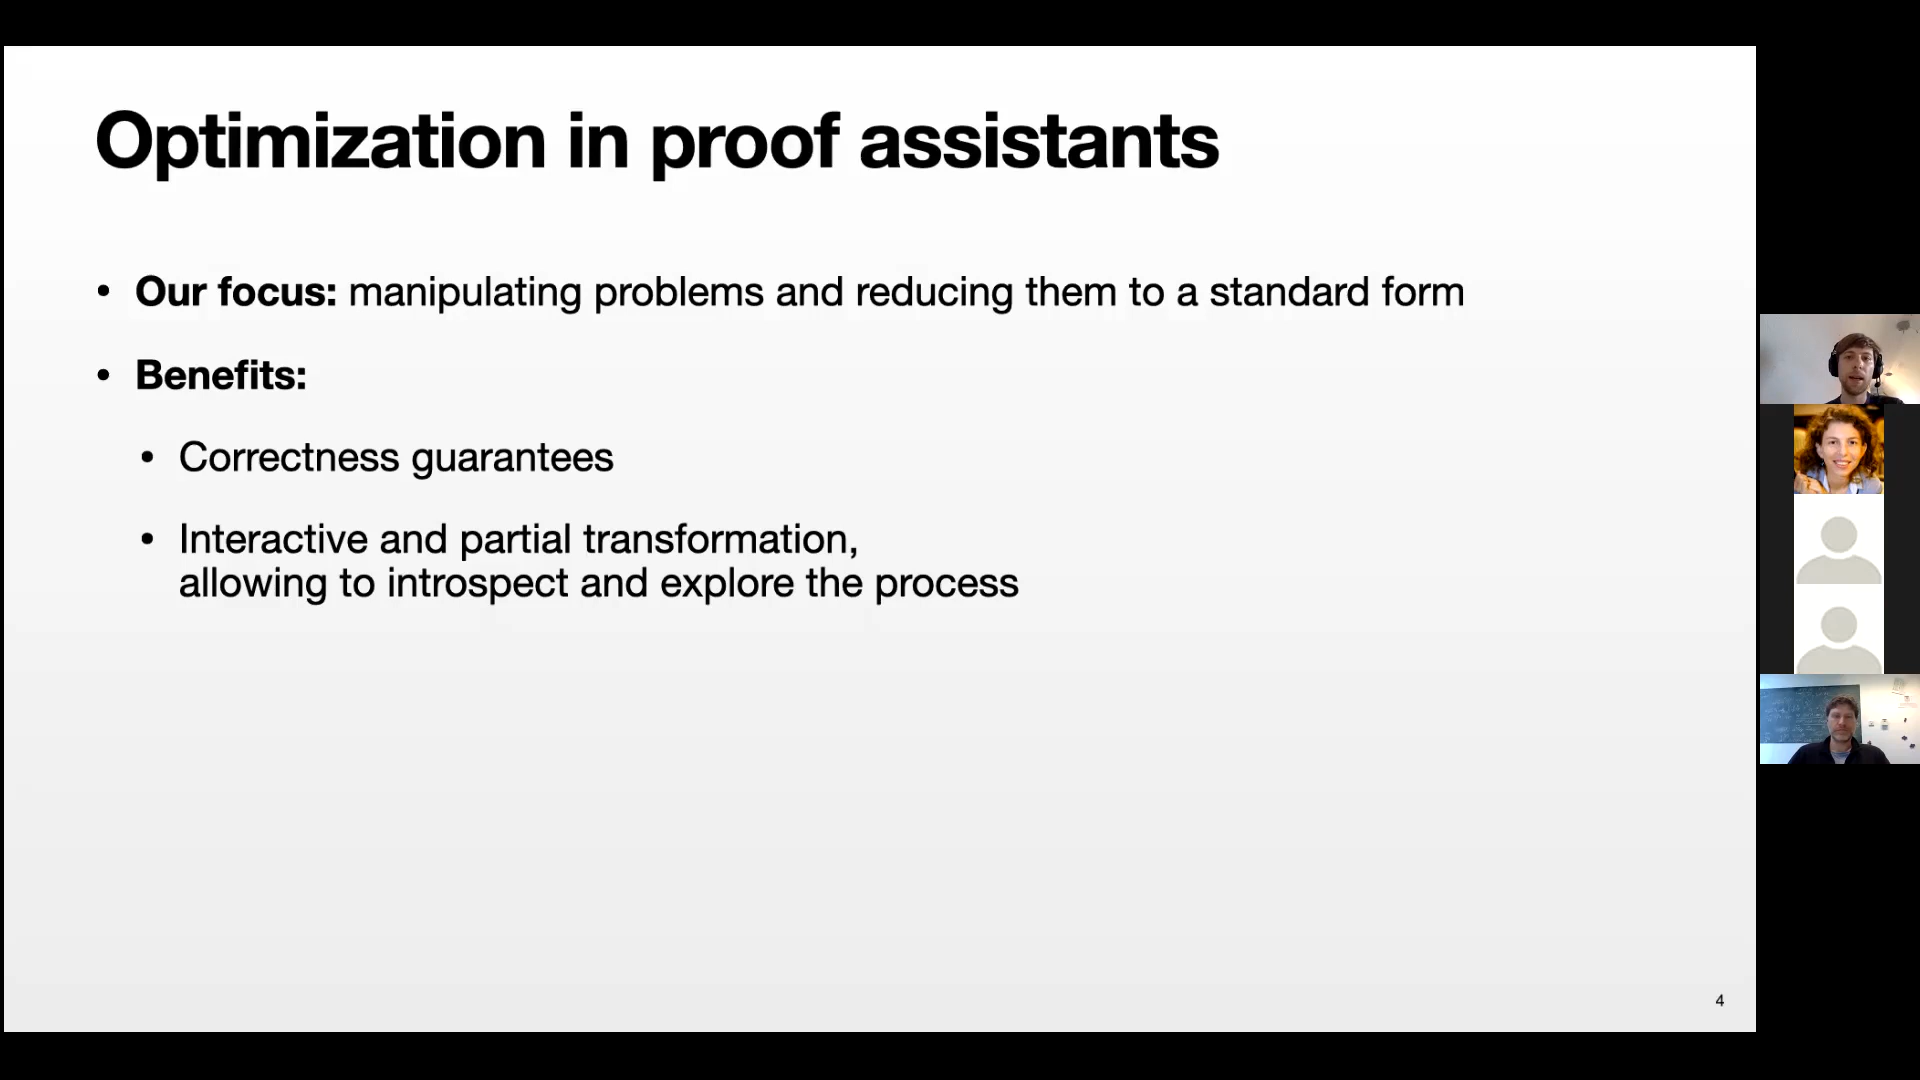 Optimization in proof assistants
• Our focus: manipulating problems and reducing them to a standard form
• Benefits:
• Correctness guarantees
• Interactive and partial transformation,
allowing to introspect and explore the process
4